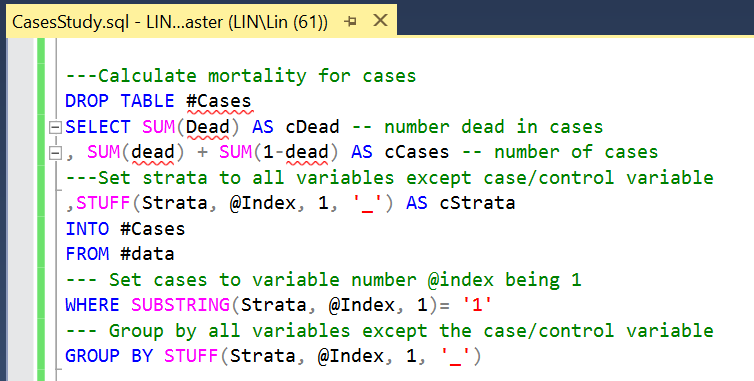 CasesStudy.sql - LIN...aster (LIN\Lin (61))
---Calculate mortality for cases
DROP TABLE #Cases
SELECT SUM(Dead) AS cDead -- number dead in cases
, SUM(dead) + SUM(1-dead) AS cCases -- number of cases
---Set strata to all variables except case/control variable
,STUFF(Strata, @Index, 1, '_') AS cStrata
INTO #Cases
FROM #data
--- Set cases to variable number @index being 1
WHERE SUBSTRING(Strata, @Index, 1)= '1'
--- Group by all variables except the case/control variable
GROUP BY STUFF(Strata, @Index, 1, '_')